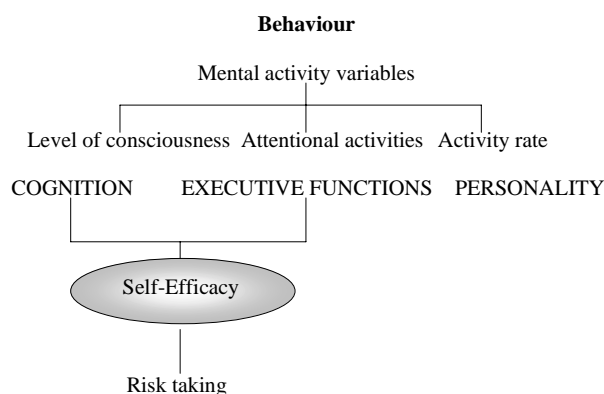 Behaviour
Mental activity variables
Level of consciousness Attentional activities Activity rate
COGNITION EXECUTIVE FUNCTIONS PERSONALITY
Self-Efficacy
Risk taking